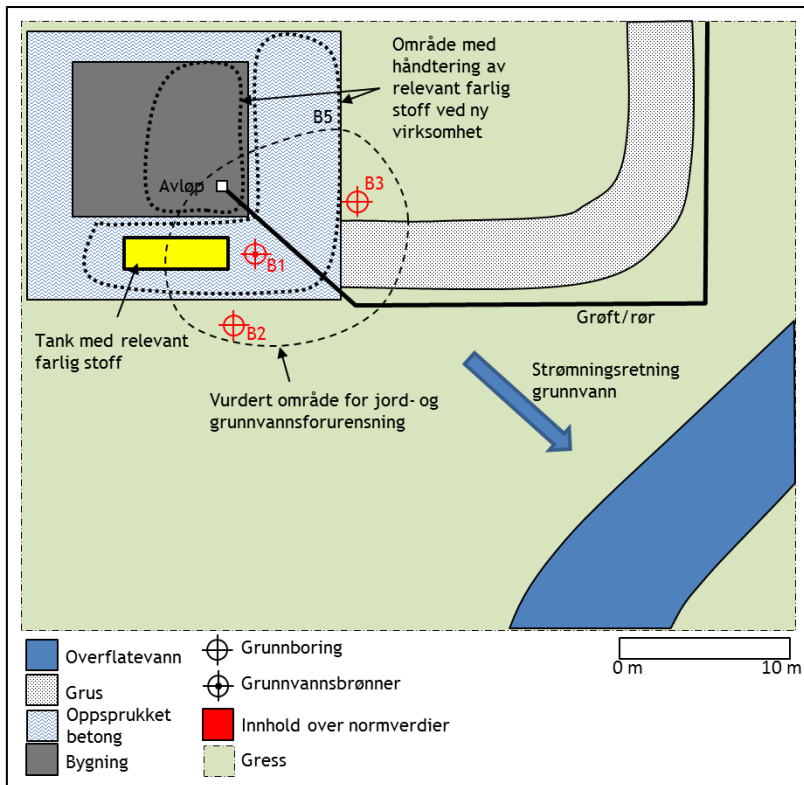 Område med
håndtering av
relevant farlig
stoff ved ny
virksomhet
B5
Avløp
B3
B1
B2
Grøft/rør
Tank med relevant
farlig stoff
Vurdert område for jord- og
grunnvannsforurensning
Strømningsretning
grunnvann
Overflatevann
Grus
Oppsprukket
betong
Bygning
Grunnboring
Grunnvannsbrønner
Innhold over normverdier
Gress
0 m 10 m